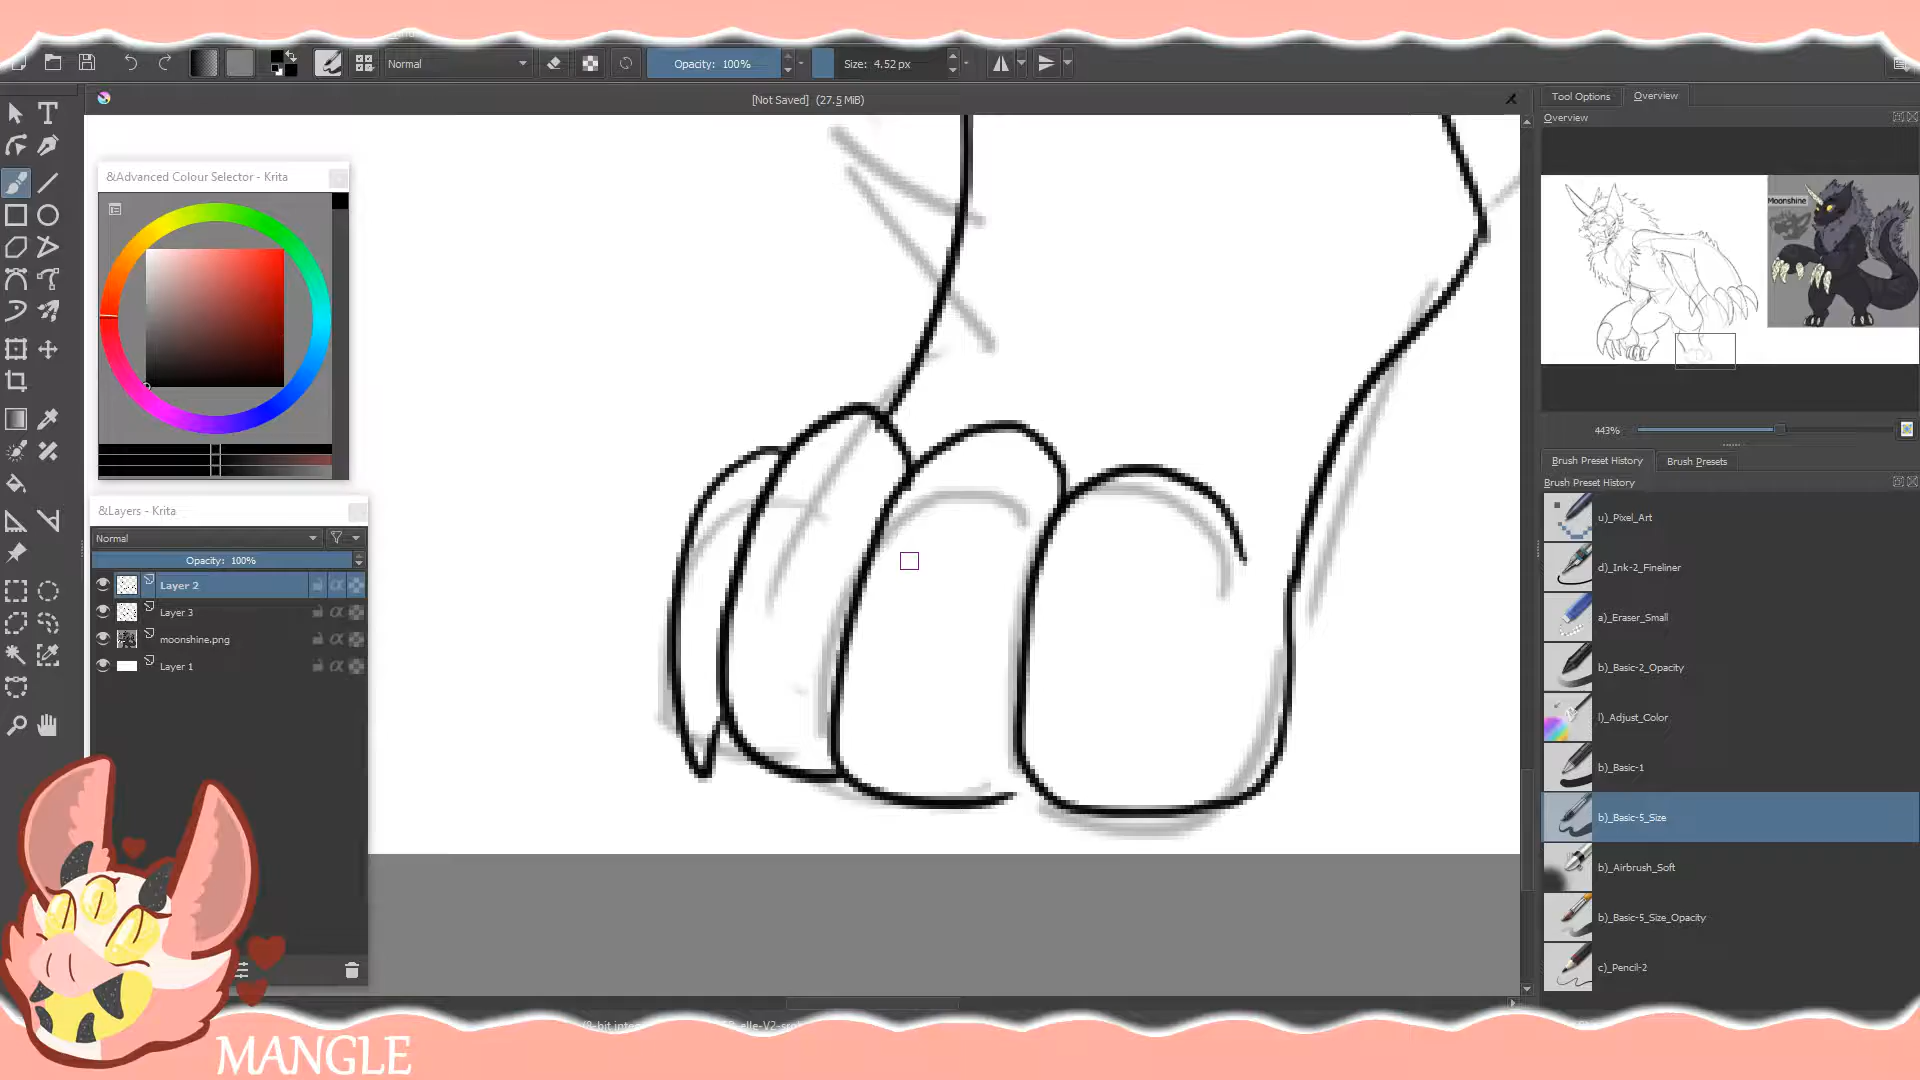 Normal
Opacity: 100%
Size: 4.52 px
[Not Saved] (27.5 MiB)
Tool Options
Overview
Overview
&Advanced Colour Selector - Krita
Moonshine
443%
Brush Preset History
Brush Presets
Brush Preset History
&Layers - Krita
Normal
Opacity: 100%
Layer 2
Layer 3
moonshine.png
Layer 1
u)_Pixel_Art
d)_Ink-2_Fineliner
a)_Eraser_Small
b)_Basic-2_Opacity
l)_Adjust_Color
b)_Basic-1
b)_Basic-5_Size
b)_Airbrush_Soft
b)_Basic-5_Size_Opacity
c)_Pencil-2
MANGLE